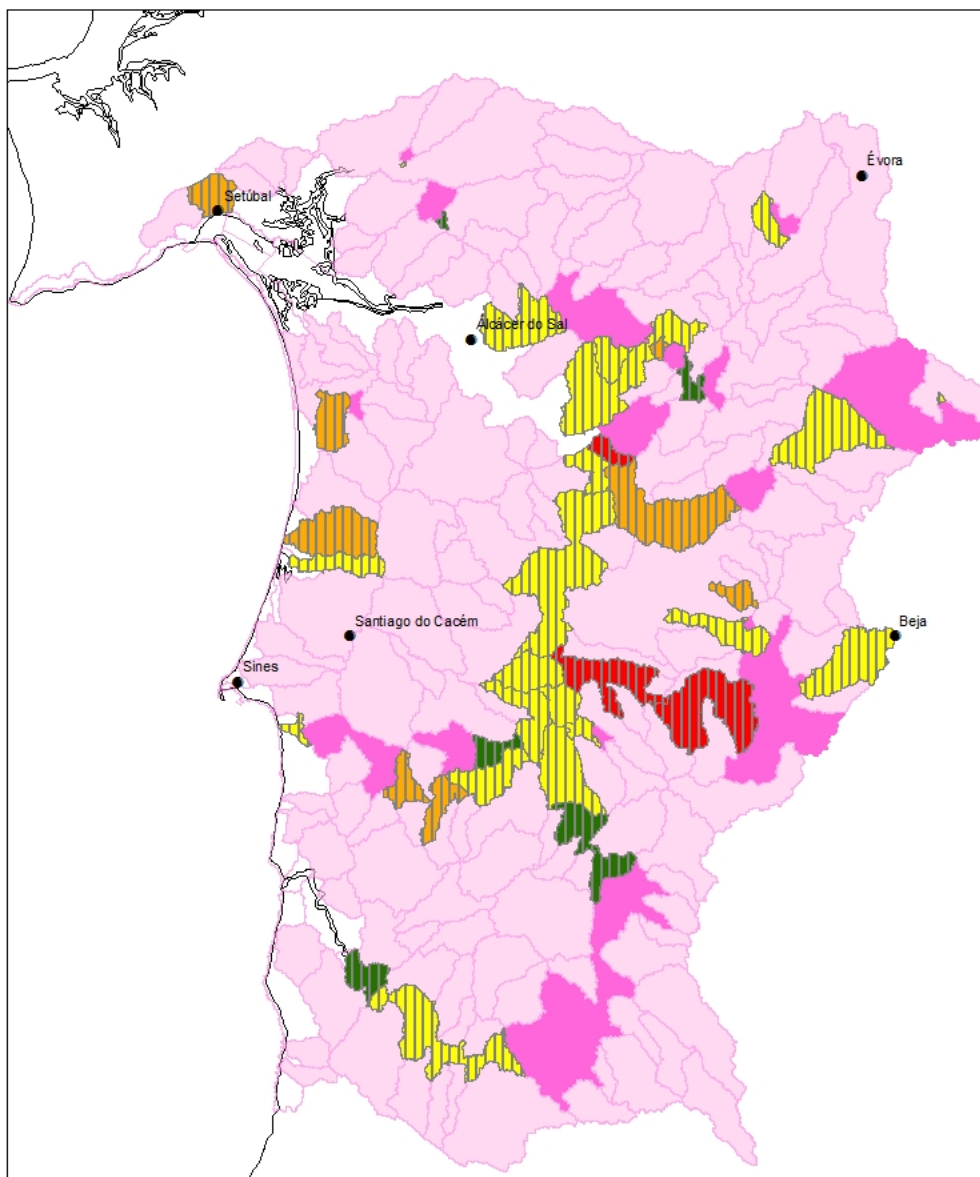 Évora
Setúbal
Alcácer do Sal
Santiago do Cacém
Beja
Sines